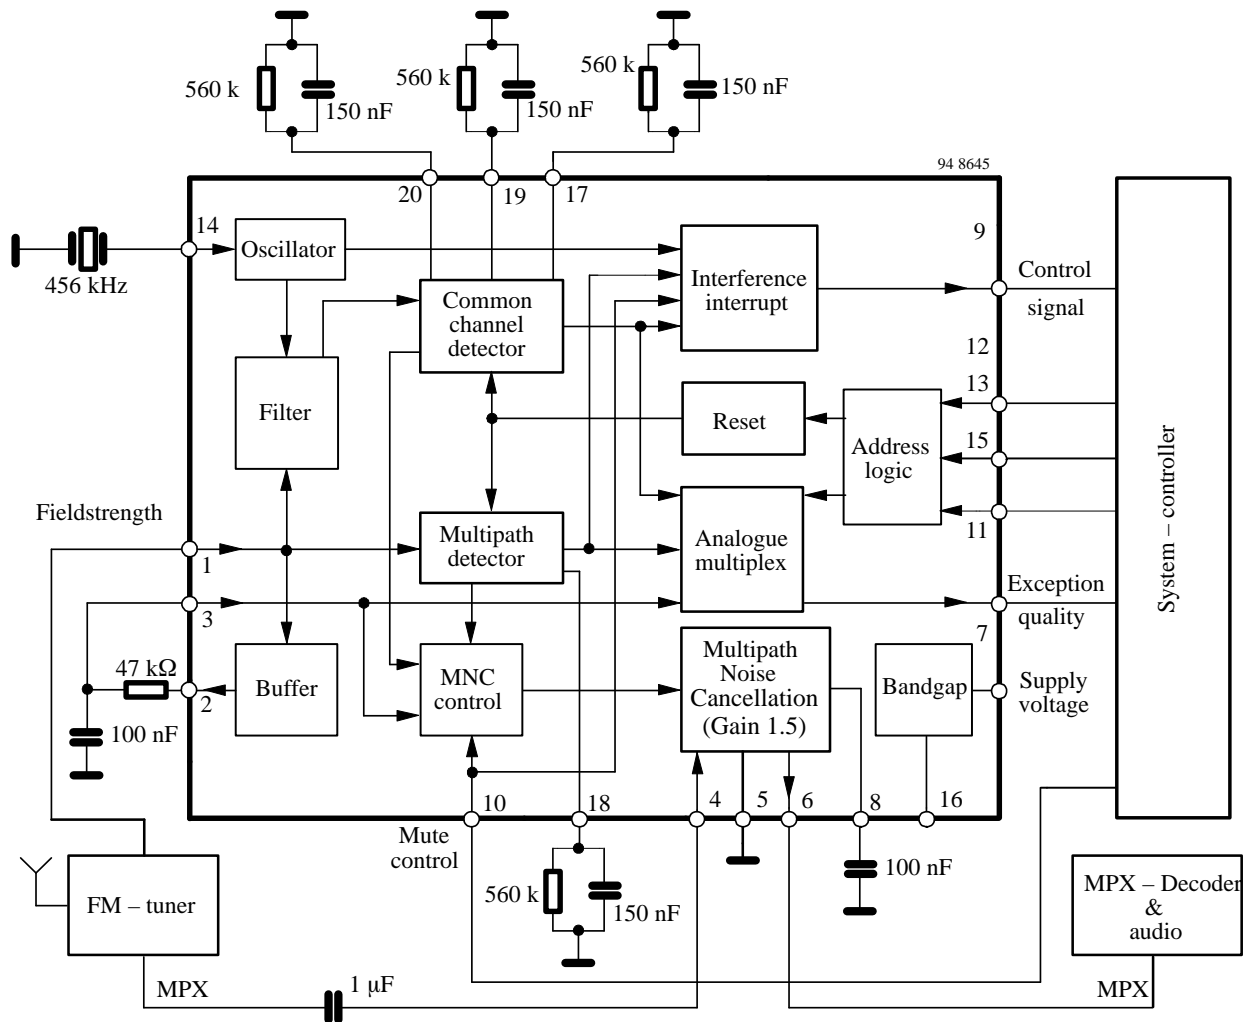 560 k
150 nF
560 k
150 nF
560 k
150 nF
94 8645
20
19
17
14
Oscillator
456 kHz
Common
channel
detector
Interference
interrupt
9
Control
signal
12
13
Filter
Reset
Address
logic
15
11
System – controller
Fieldstrength
1
Multipath
detector
Analogue
multiplex
3
Exception
quality
7
47 kΩ
2
Buffer
MNC
control
Multipath
Noise
Cancellation
(Gain 1.5)
Bandgap
Supply
voltage
100 nF
10
18
4
5
6
8
16
Mute
control
560 k
150 nF
100 nF
FM – tuner
MPX – Decoder
&
audio
MPX
1 µF
MPX